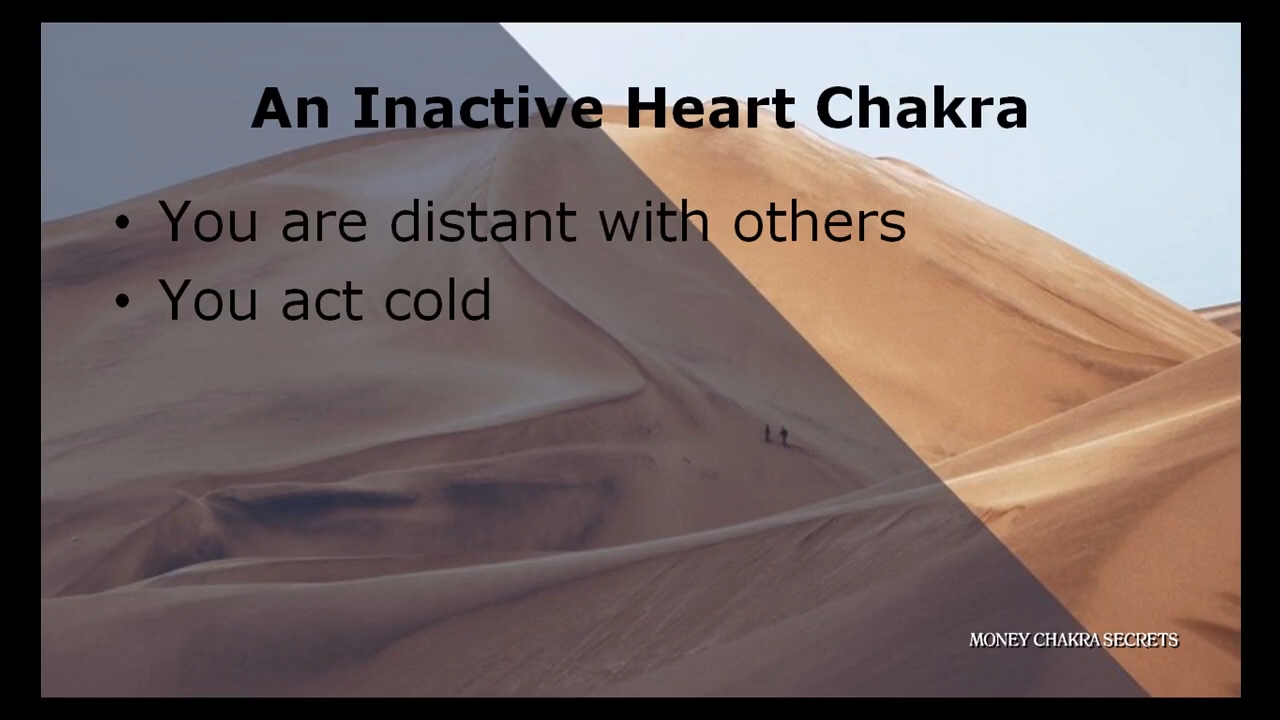 An Inactive Heart Chakra
• You are distant with others
• You act cold
MONEY CHAKRA SECRETS